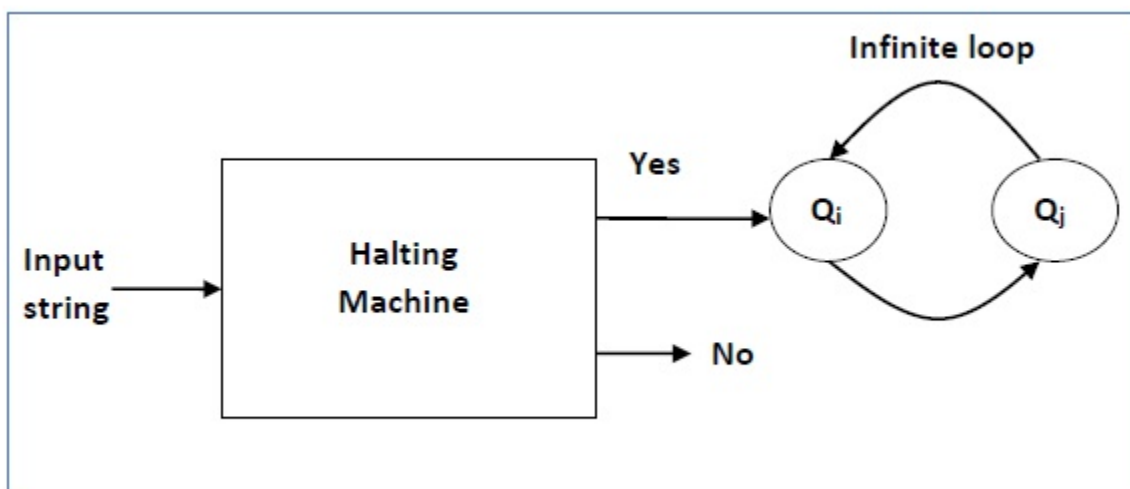 Infinite loop
Yes
Qi
Qj
Input
string
Halting
Machine
No